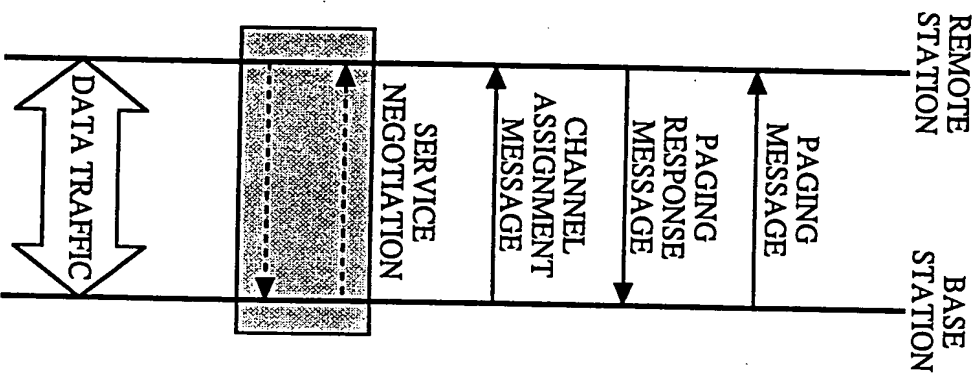 REMOTE
STATION
BASE
STATION
PAGING
MESSAGE
PAGING
RESPONSE
MESSAGE
CHANNEL
ASSIGNMENT
MESSAGE
SERVICE
NEGOTIATION
DATA TRAFFIC